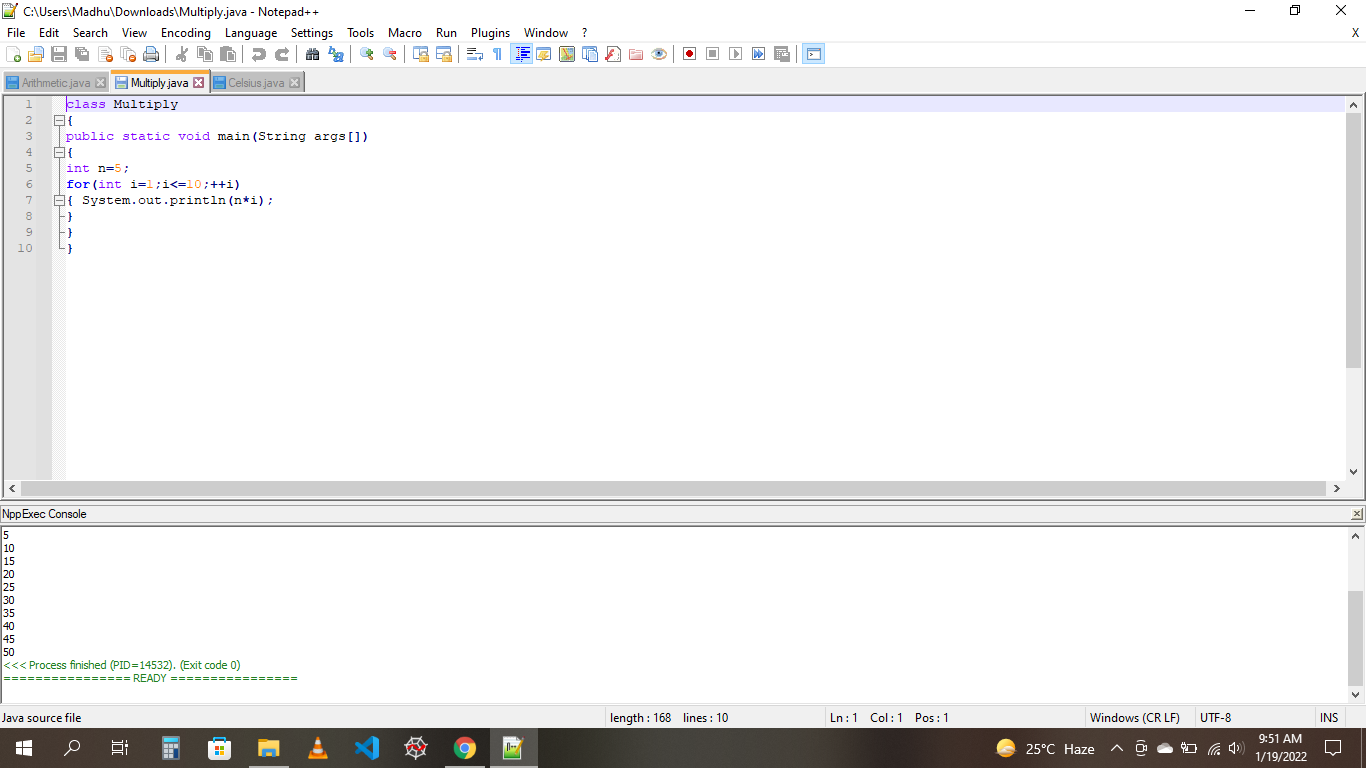 C:\Users\Madhu\Downloads\Multiply.java - Notepad++
File Edit Search View Encoding Language Settings Tools Macro Run Plugins Window ? X
Arithmetic.java Multiply.java Celsius.java
1 class Multiply
2 {
3 public static void main(String args[])
4 {
5 int n=5;
6 for(int i=1;i<=10;++i)
7 { System.out.println(n*i);
8 }
9 }
10 }
NppExec Console
5
10
15
20
25
30
35
40
45
50
<<< Process finished (PID=14532). (Exit code 0)
================ READY ================
Java source file length : 168 lines : 10 Ln : 1 Col : 1 Pos : 1 Windows (CR LF) UTF-8 INS
25°C Haze 9:51 AM
1/19/2022